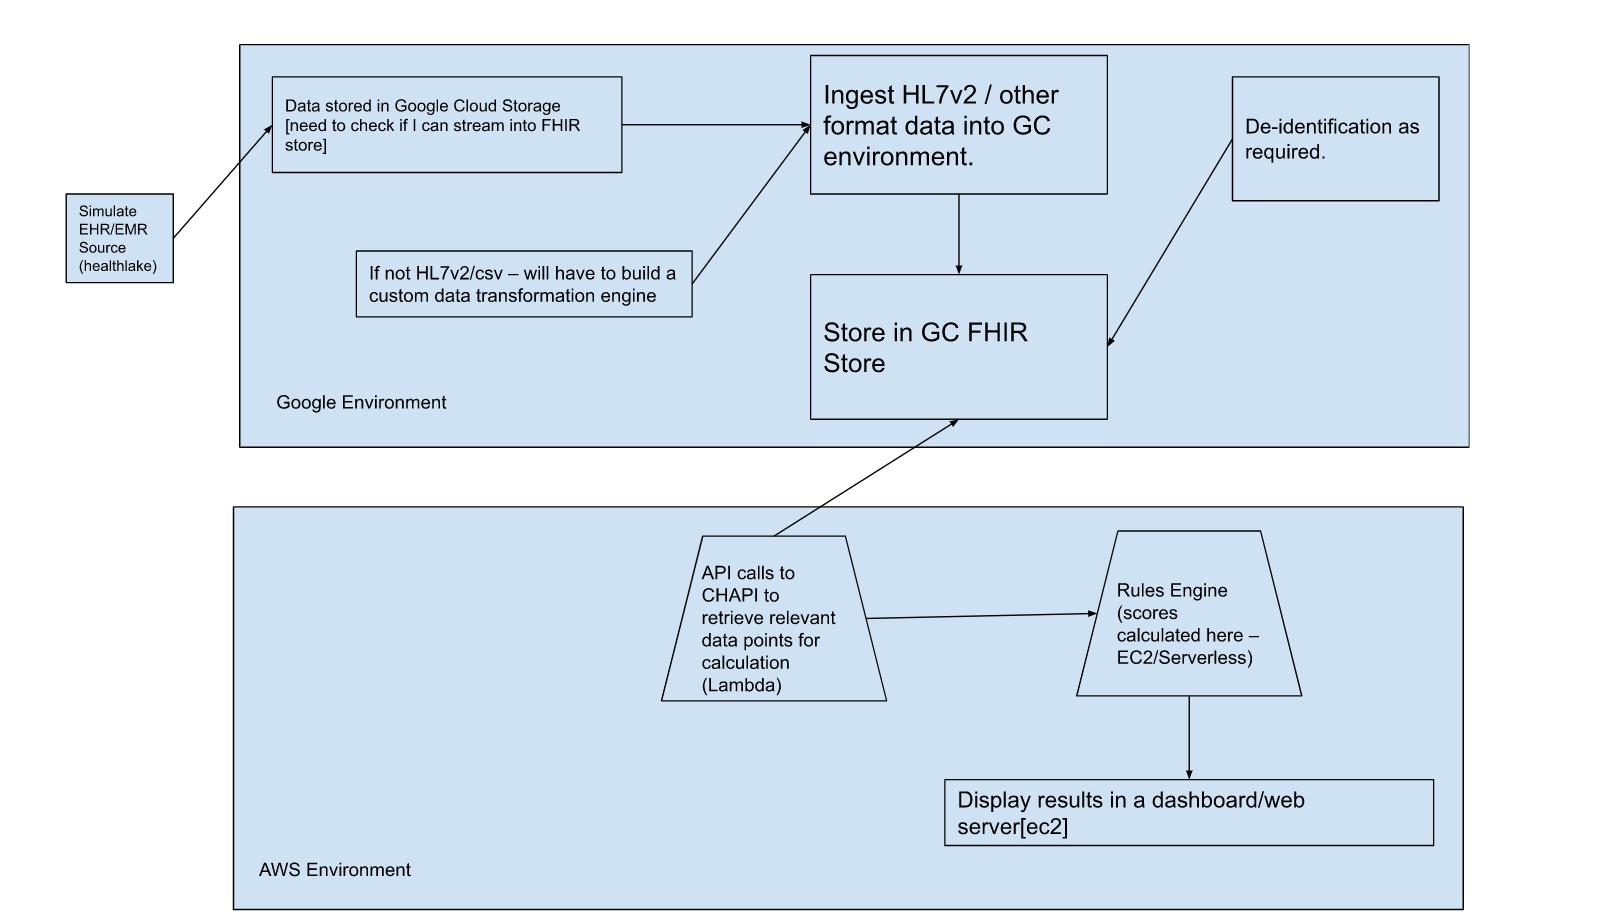 Data stored in Google Cloud Storage
[need to check if I can stream into FHIR
store]
Ingest HL7v2 / other
format data into GC
environment.
De-identification as
required.
Simulate
EHR/EMR
Source
(healthlake)
If not HL7v2/csv – will have to build a
custom data transformation engine
Store in GC FHIR
Store
Google Environment
API calls to
CHAPI to
retrieve relevant
data points for
calculation
(Lambda)
Rules Engine
(scores
calculated here –
EC2/Serverless)
Display results in a dashboard/web
server[ec2]
AWS Environment